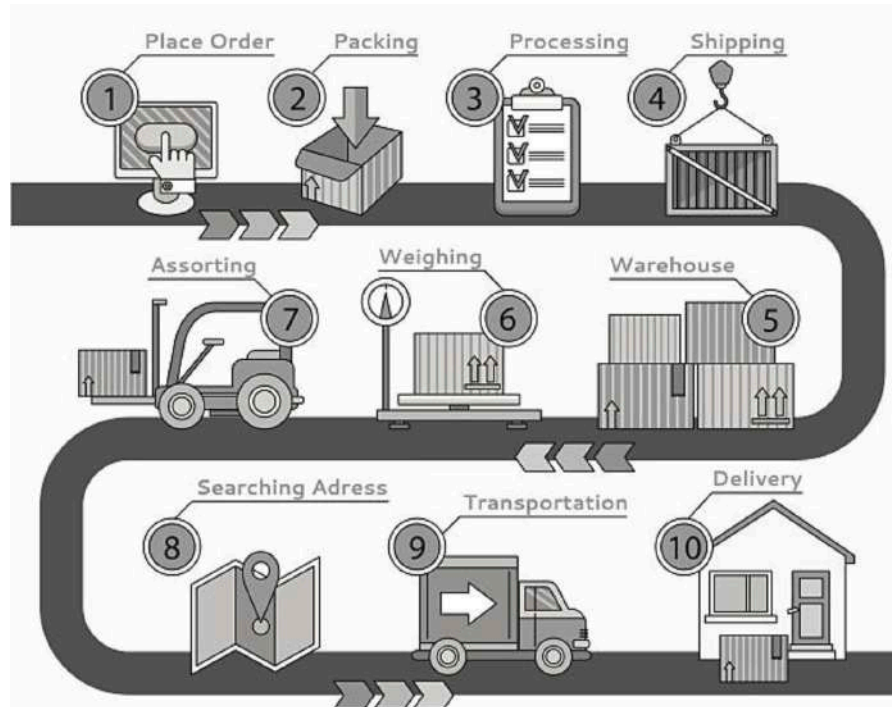 Place Order
1
Packing
2
Processing
3
Shipping
4
Warehouse
5
Weighing
6
Assorting
7
Searching Adress
8
Transportation
9
Delivery
10